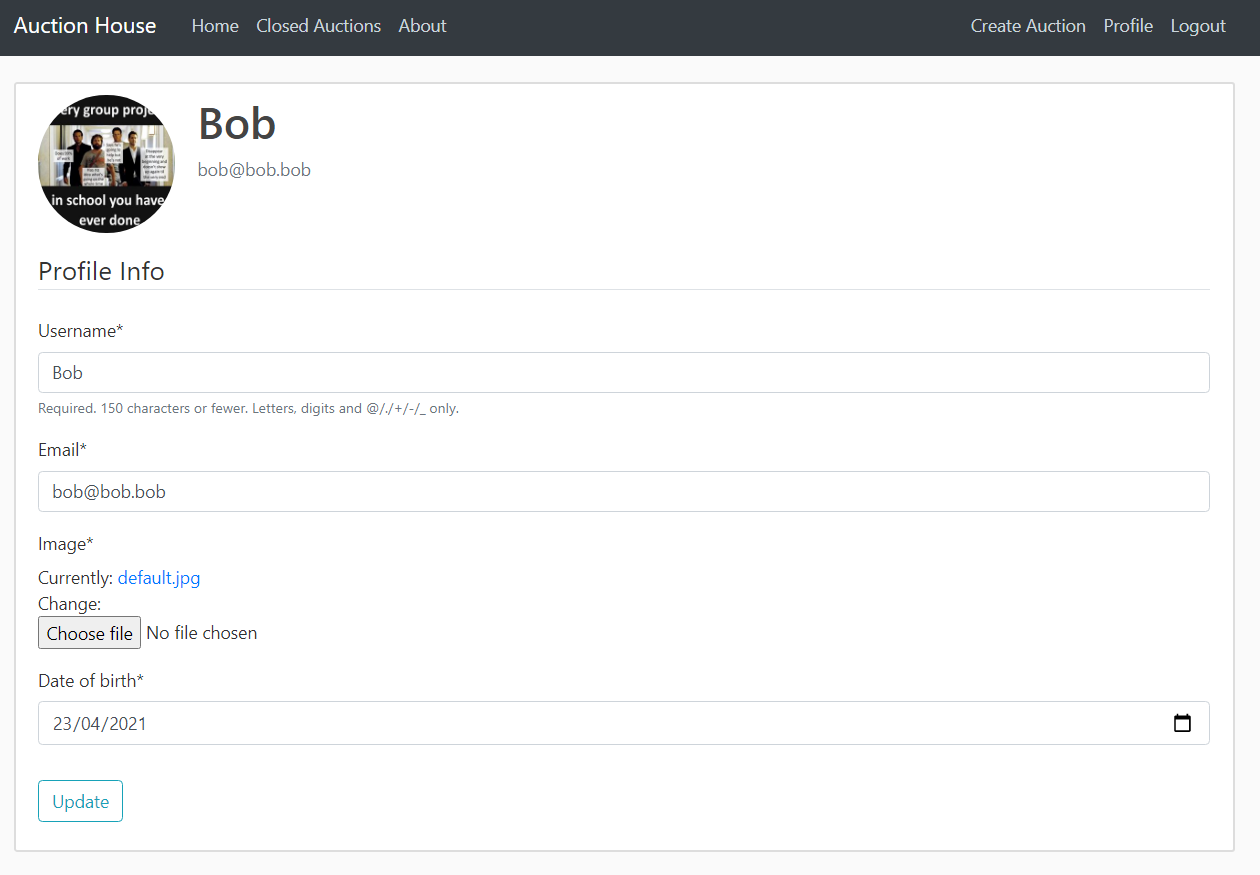 Auction House Home Closed Auctions About Create Auction Profile Logout
ery group proje
in school you have
ever done
Bob
bob@bob.bob
Profile Info
Username*
Bob
Required. 150 characters or fewer. Letters, digits and @/./+/-/_ only.
Email*
bob@bob.bob
Image*
Currently: default.jpg
Change:
Choose file No file chosen
Date of birth*
23/04/2021
Update